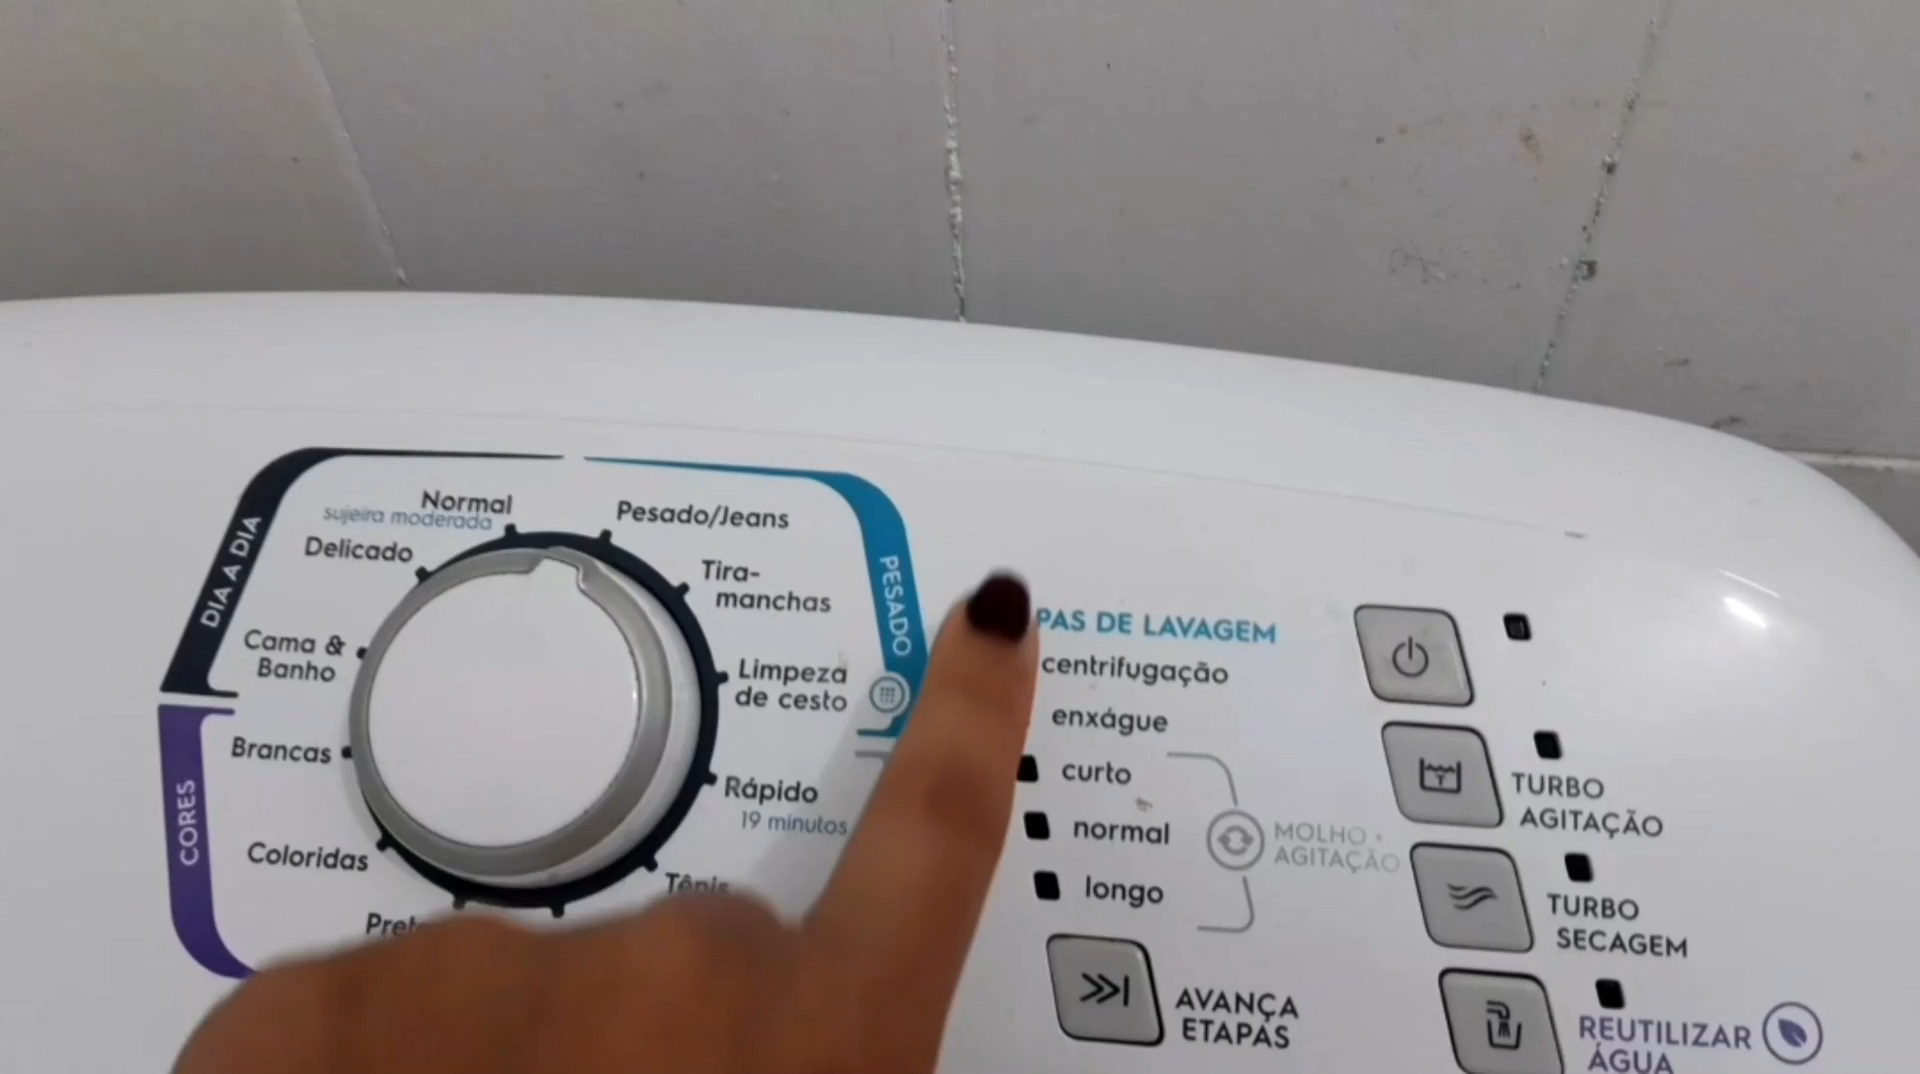 Normal
sujeira moderada
Delicado
Cama &
Banho
DIA A DIA
Brancas
Coloridas
CORES
Pesado/Jeans
Tira-
manchas
Limpeza
de cesto
PESADO
Rápido
19 minutos
PAS DE LAVAGEM
centrifugação
enxágue
curto
normal
longo
MOLHO +
AGITAÇÃO
AVANÇA
ETAPAS
TURBO
AGITAÇÃO
TURBO
SECAGEM
REUTILIZAR
ÁGUA